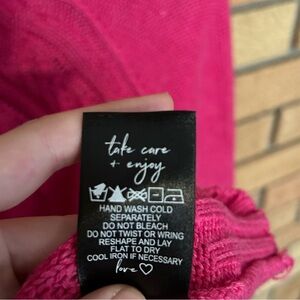 take care
+ enjoy
HAND WASH COLD
SEPARATELY
DO NOT BLEACH
DO NOT TWIST OR WRING
RESHAPE AND LAY
FLAT TO DRY
COOL IRON IF NECESSARY
love ♡